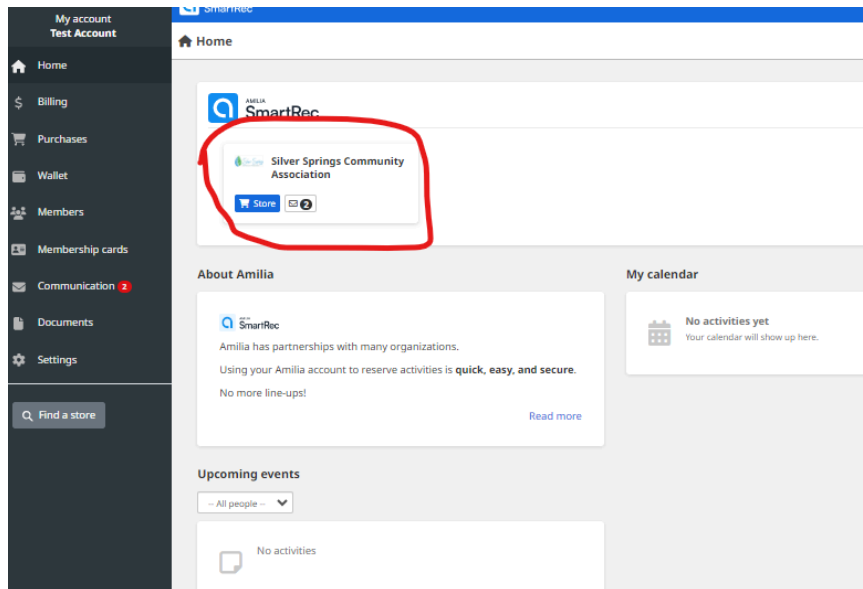 My account
Test Account
Home
Billing
Purchases
Wallet
Members
Membership cards
Communication 2
Documents
Settings
Find a store
SmartRec
Home
AMILIA
SmartRec
Silver Springs Community
Association
Store 2
About Amilia
SmartRec
Amilia has partnerships with many organizations.
Using your Amilia account to reserve activities is quick, easy, and secure.
No more line-ups!
Read more
My calendar
No activities yet
Your calendar will show up here.
Upcoming events
-- All people --
No activities